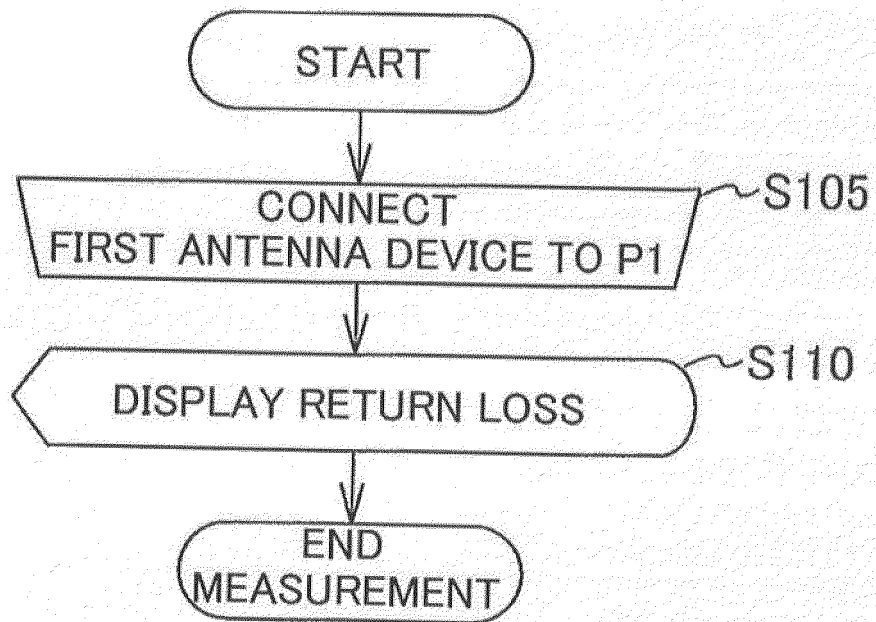 START
CONNECT
FIRST ANTENNA DEVICE TO P1
S105
DISPLAY RETURN LOSS
S110
END
MEASUREMENT